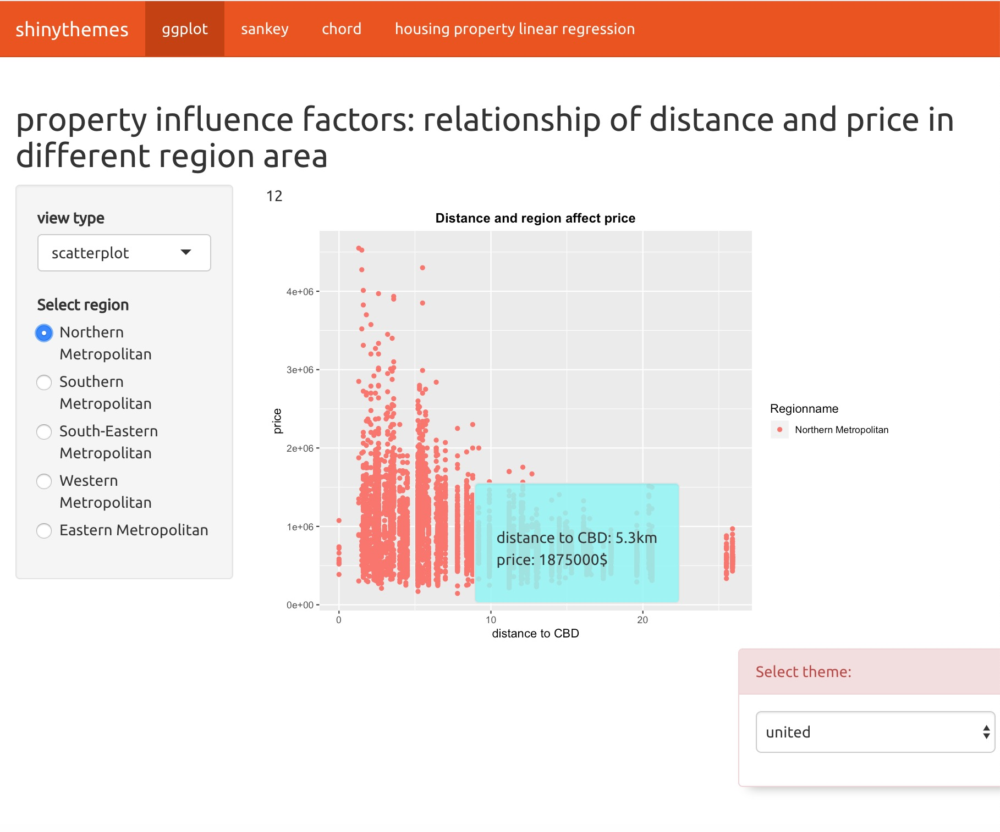 shinythemes ggplot sankey chord housing property linear regression
property influence factors: relationship of distance and price in
different region area
view type
scatterplot
Select region
Northern
Metropolitan
Southern
Metropolitan
South-Eastern
Metropolitan
Western
Metropolitan
Eastern Metropolitan
12
Distance and region affect price
price
4e+06
3e+06
2e+06
1e+06
0e+00
distance to CBD: 5.3km
price: 1875000$
0 10 20
distance to CBD
Regionname
Northern Metropolitan
Select theme:
united